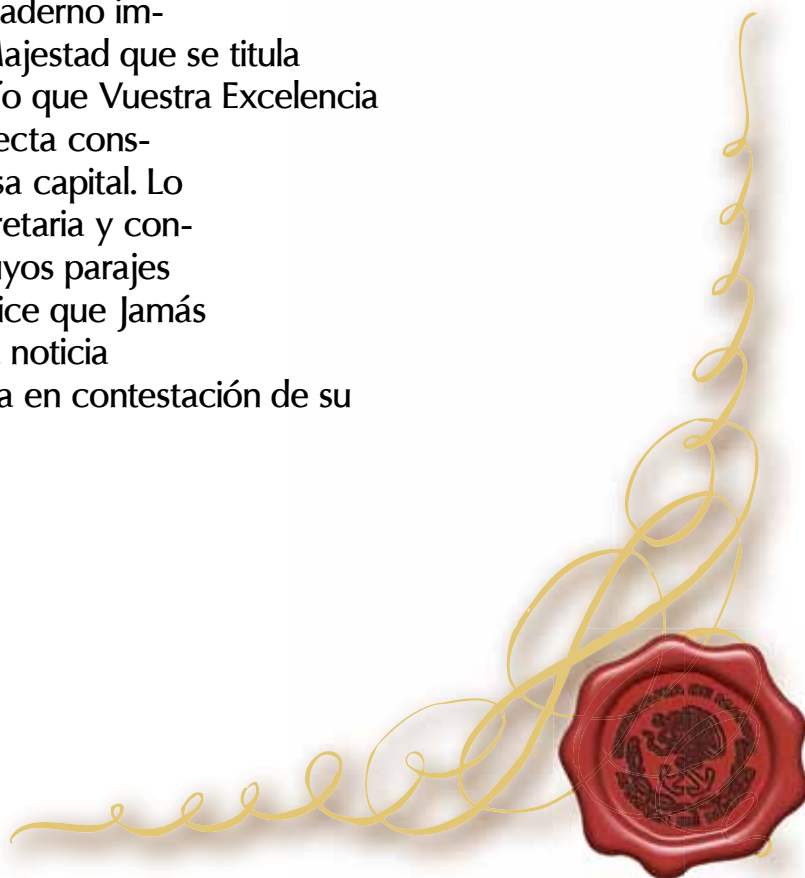 aderno im-
Majestad que se titula
ío que Vuestra Excelencia
ecta cons-
sa capital. Lo
retaria y con-
uyos parajes
ice que Jamás
noticia
a en contestación de su